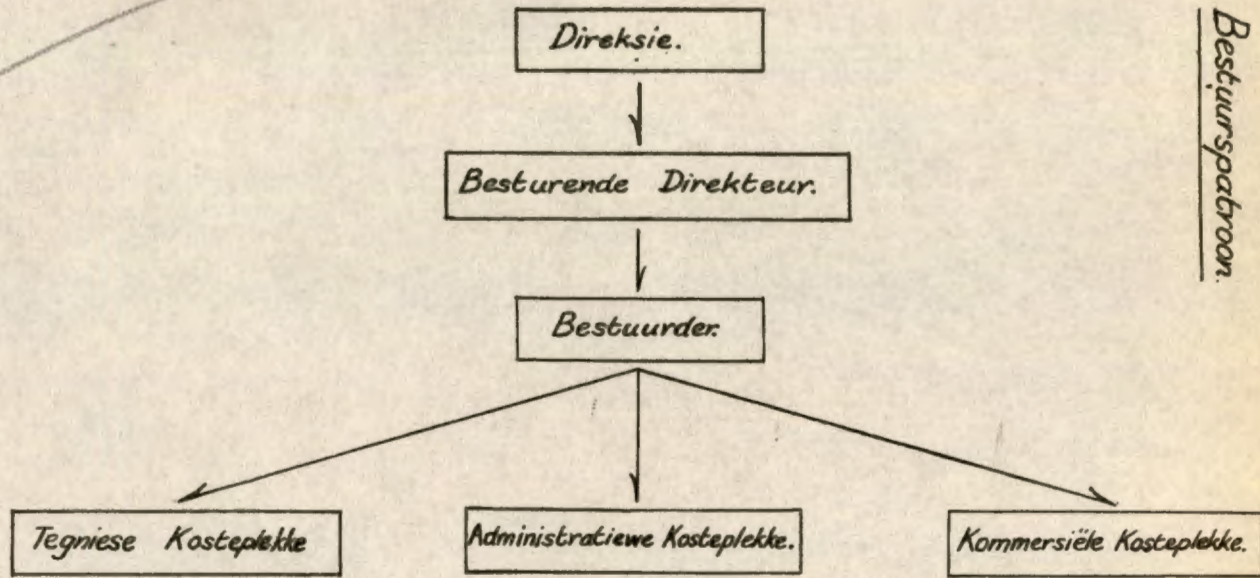 Bestuurspatroon.
Direksie.
Besturende Direkteur.
Bestuurder.
Tegniese Kosteplekke
Administratiewe Kosteplekke.
Kommersiële Kosteplekke.